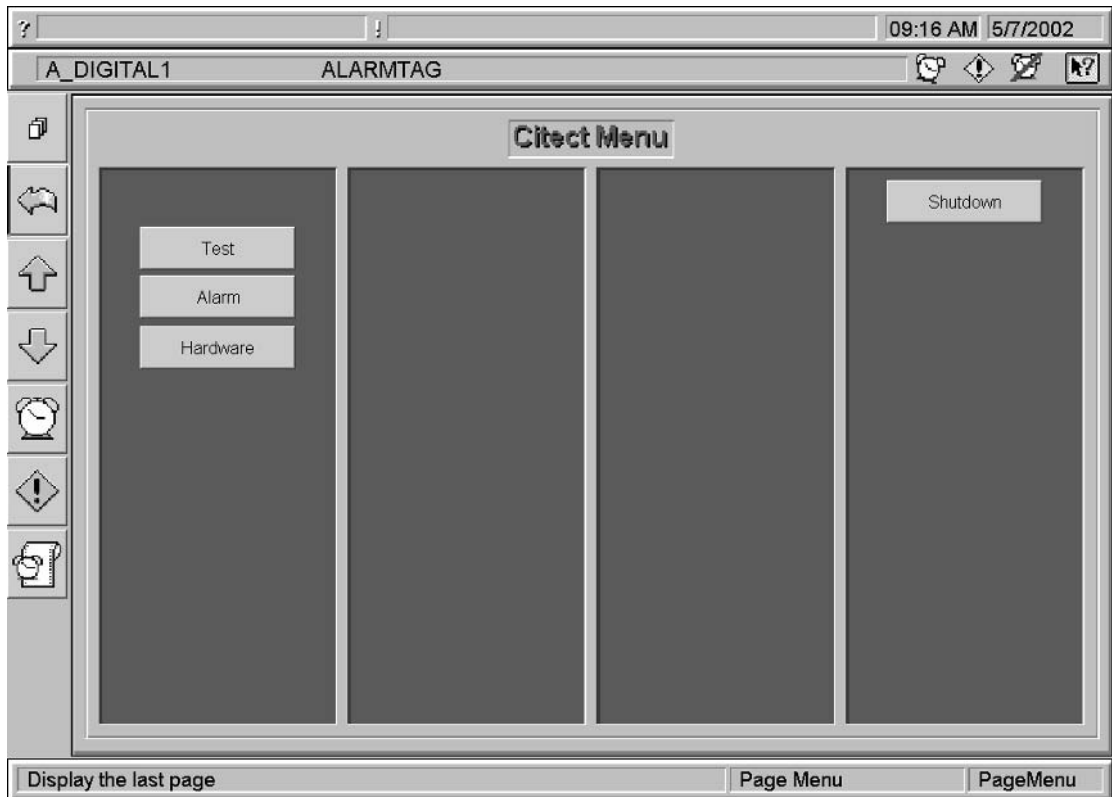 ? ! 09:16 AM 5/7/2002
A_DIGITAL1 ALARMTAG
Citect Menu
Shutdown
Test
Alarm
Hardware
Display the last page Page Menu PageMenu